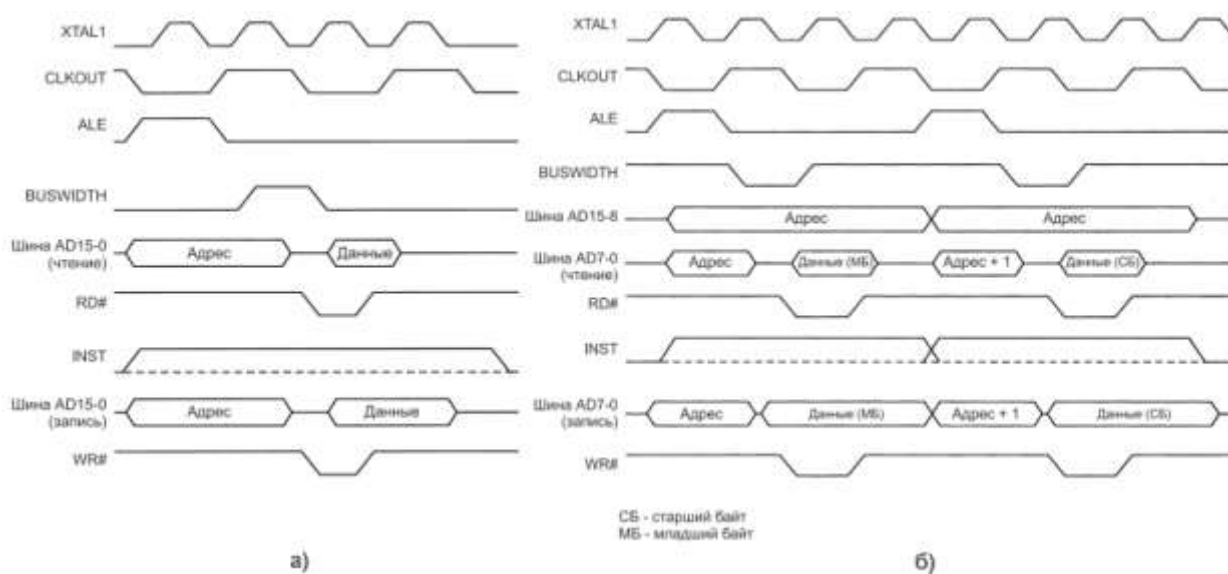 XTAL1
CLKOUT
ALE
BUSWIDTH
Шина AD15-0
(чтение)
Адрес
Данные
RD#
INST
Шина AD15-0
(запись)
Адрес
Данные
WR#
а)
XTAL1
CLKOUT
ALE
BUSWIDTH
Шина AD15-8
Адрес
Адрес
Шина AD7-0
(чтение)
Адрес
Данные (МБ)
Адрес + 1
Данные (СБ)
RD#
INST
Шина AD7-0
(запись)
Адрес
Данные (МБ)
Адрес + 1
Данные (СБ)
WR#
СБ - старший байт
МБ - младший байт
б)